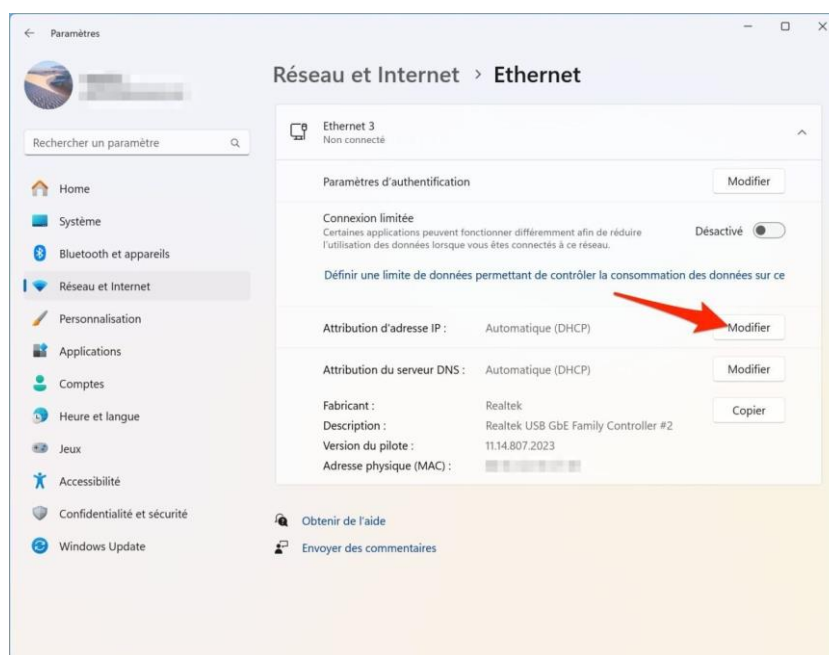 Paramètres
Réseau et Internet > Ethernet
Rechercher un paramètre
Home
Système
Bluetooth et appareils
Réseau et Internet
Personnalisation
Applications
Comptes
Heure et langue
Jeux
Accessibilité
Confidentialité et sécurité
Windows Update
Ethernet 3
Non connecté
Paramètres d'authentification
Modifier
Connexion limitée
Certaines applications peuvent fonctionner différemment afin de réduire
l'utilisation des données lorsque vous êtes connectés à ce réseau.
Désactivé
Définir une limite de données permettant de contrôler la consommation des données sur ce
Attribution d'adresse IP : Automatique (DHCP)
Modifier
Attribution du serveur DNS : Automatique (DHCP)
Modifier
Fabricant : Realtek
Description : Realtek USB GbE Family Controller #2
Version du pilote : 11.14.807.2023
Adresse physique (MAC) :
Copier
Obtenir de l'aide
Envoyer des commentaires